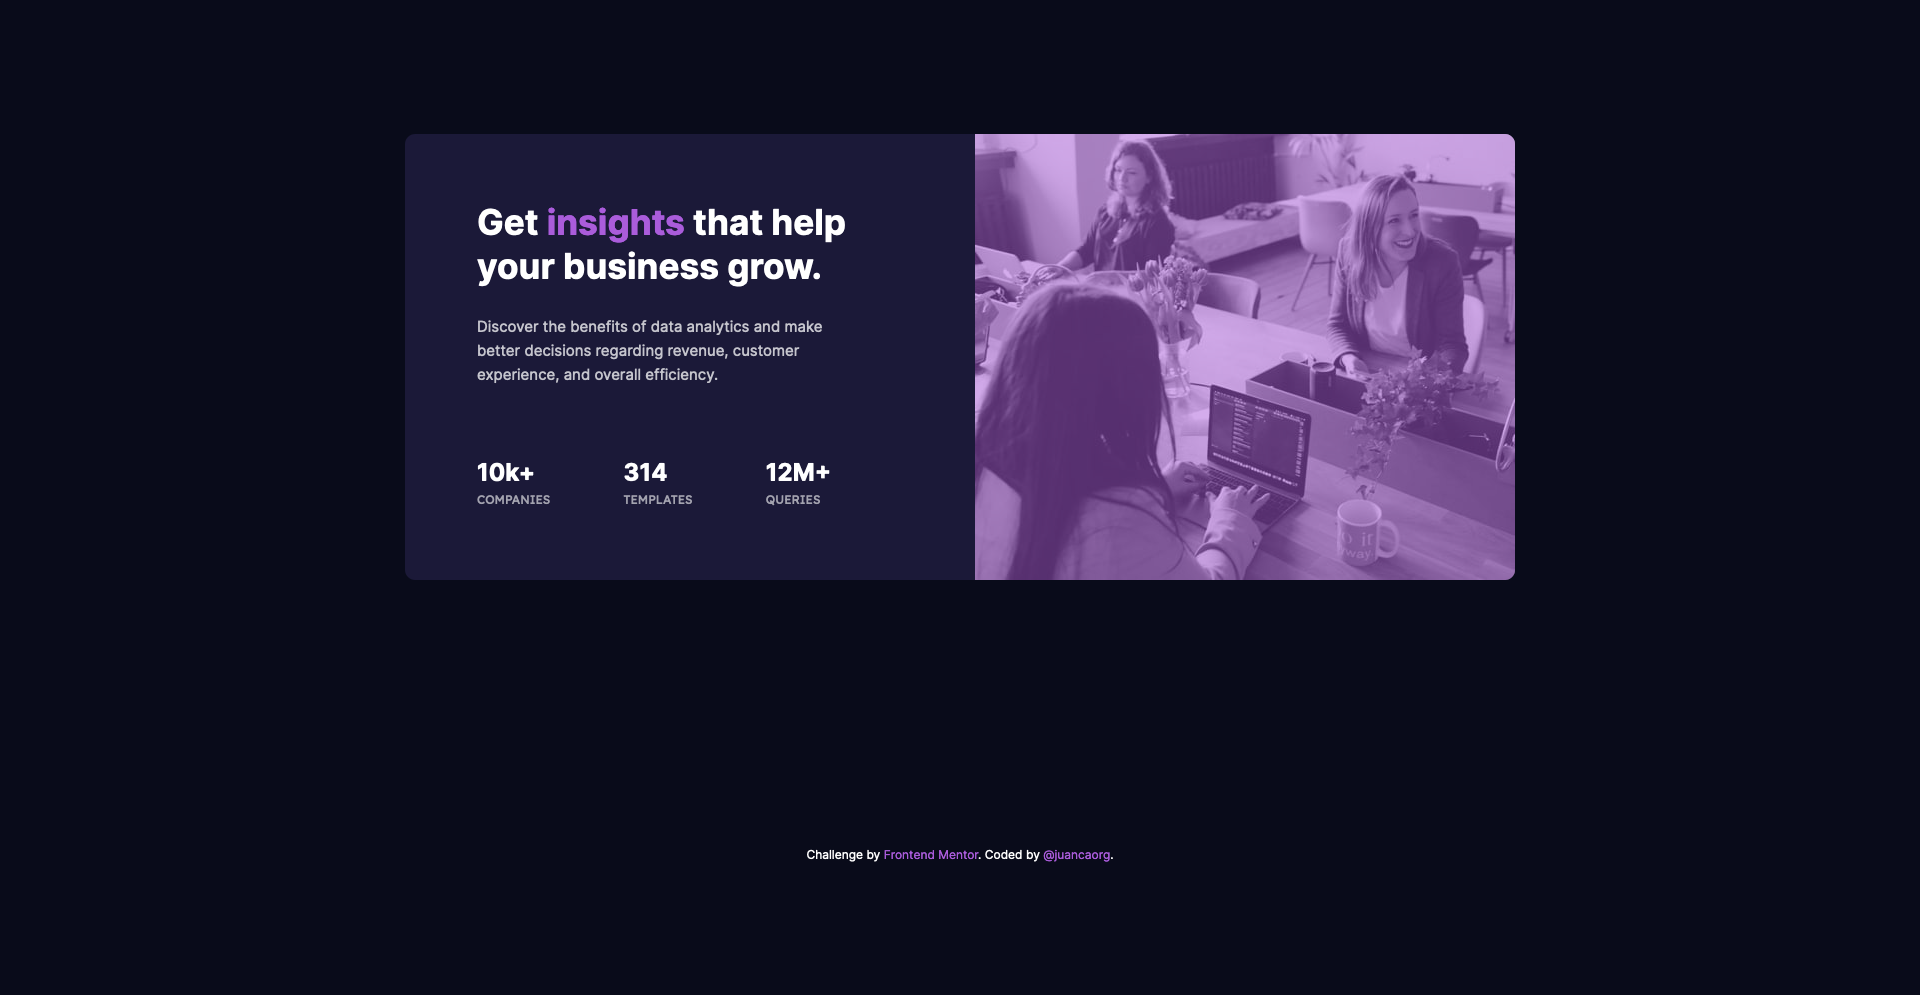 Get insights that help
your business grow.
Discover the benefits of data analytics and make
better decisions regarding revenue, customer
experience, and overall efficiency.
10k+ 314 12M+
COMPANIES TEMPLATES QUERIES
way
Challenge by Frontend Mentor. Coded by @juancaorg.